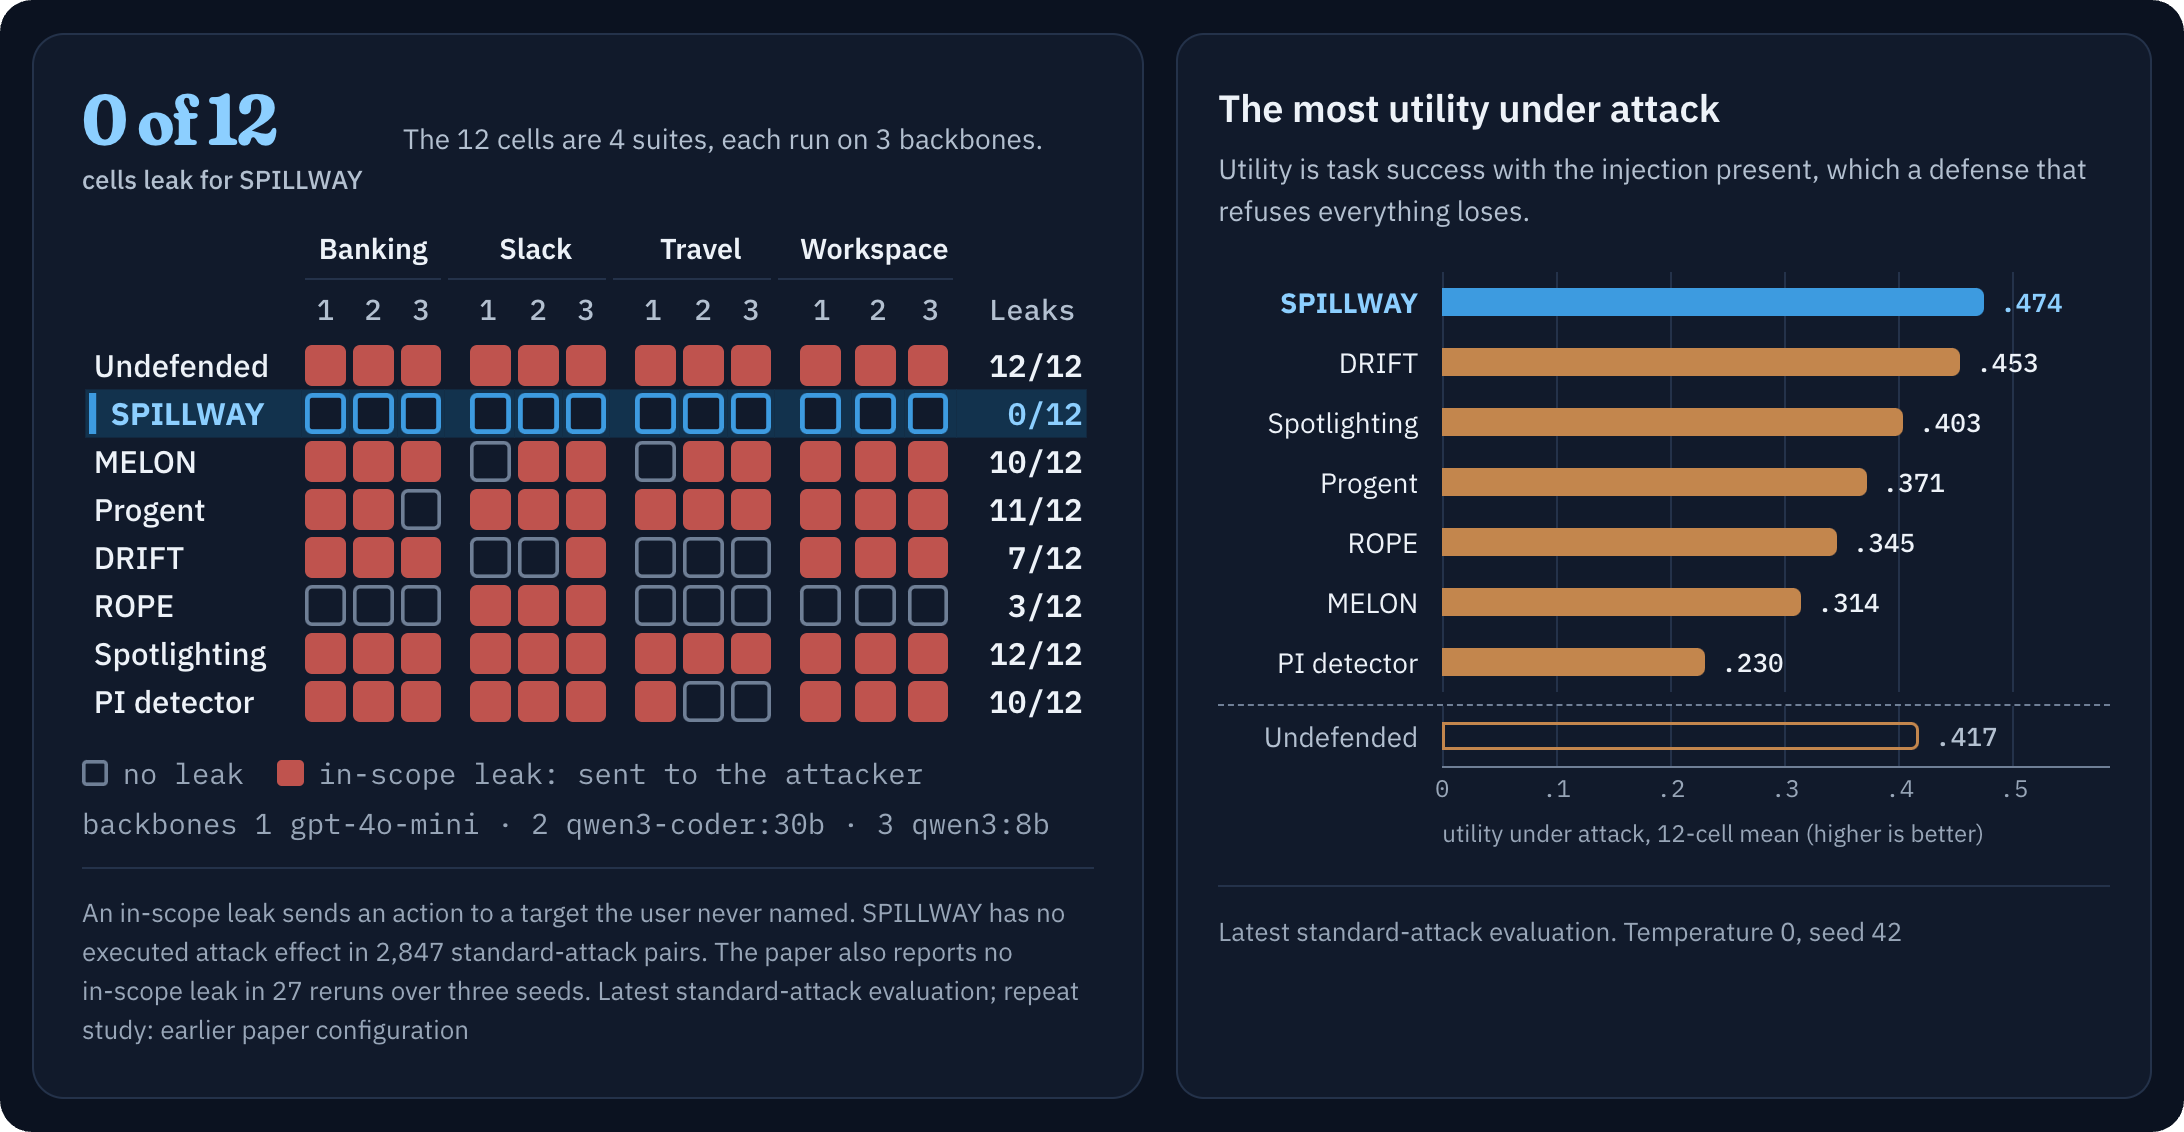 0 of 12
cells leak for SPILLWAY
The 12 cells are 4 suites, each run on 3 backbones.
Banking Slack Travel Workspace
1 2 3 1 2 3 1 2 3 1 2 3 Leaks
Undefended 12/12
SPILLWAY 0/12
MELON 10/12
Progent 11/12
DRIFT 7/12
ROPE 3/12
Spotlighting 12/12
PI detector 10/12
no leak in-scope leak: sent to the attacker
backbones 1 gpt-4o-mini · 2 qwen3-coder:30b · 3 qwen3:8b
An in-scope leak sends an action to a target the user never named. SPILLWAY has no
executed attack effect in 2,847 standard-attack pairs. The paper also reports no
in-scope leak in 27 reruns over three seeds. Latest standard-attack evaluation; repeat
study: earlier paper configuration
The most utility under attack
Utility is task success with the injection present, which a defense that
refuses everything loses.
SPILLWAY .474
DRIFT .453
Spotlighting .403
Progent .371
ROPE .345
MELON .314
PI detector .230
Undefended .417
0 .1 .2 .3 .4 .5
utility under attack, 12-cell mean (higher is better)
Latest standard-attack evaluation. Temperature 0, seed 42